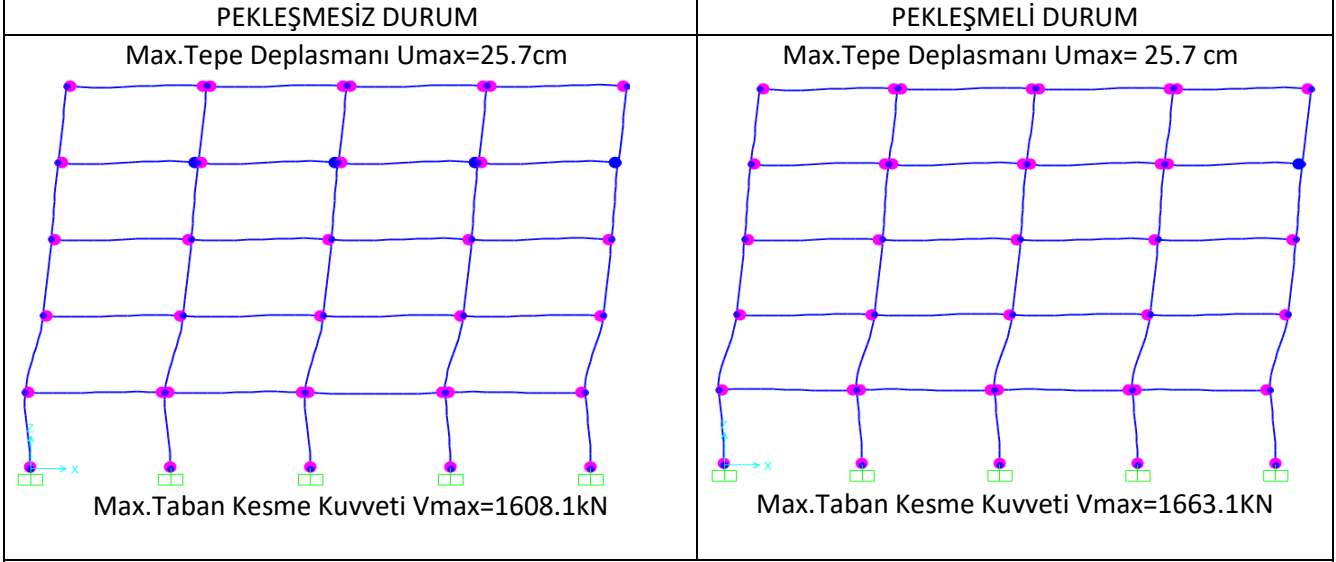 PEKLEŞMESİZ DURUM
Max.Tepe Deplasmanı Umax=25.7cm
Z
X
Max.Taban Kesme Kuvveti Vmax=1608.1kN
PEKLEŞMELİ DURUM
Max.Tepe Deplasmanı Umax= 25.7 cm
Z
X
Max.Taban Kesme Kuvveti Vmax=1663.1KN